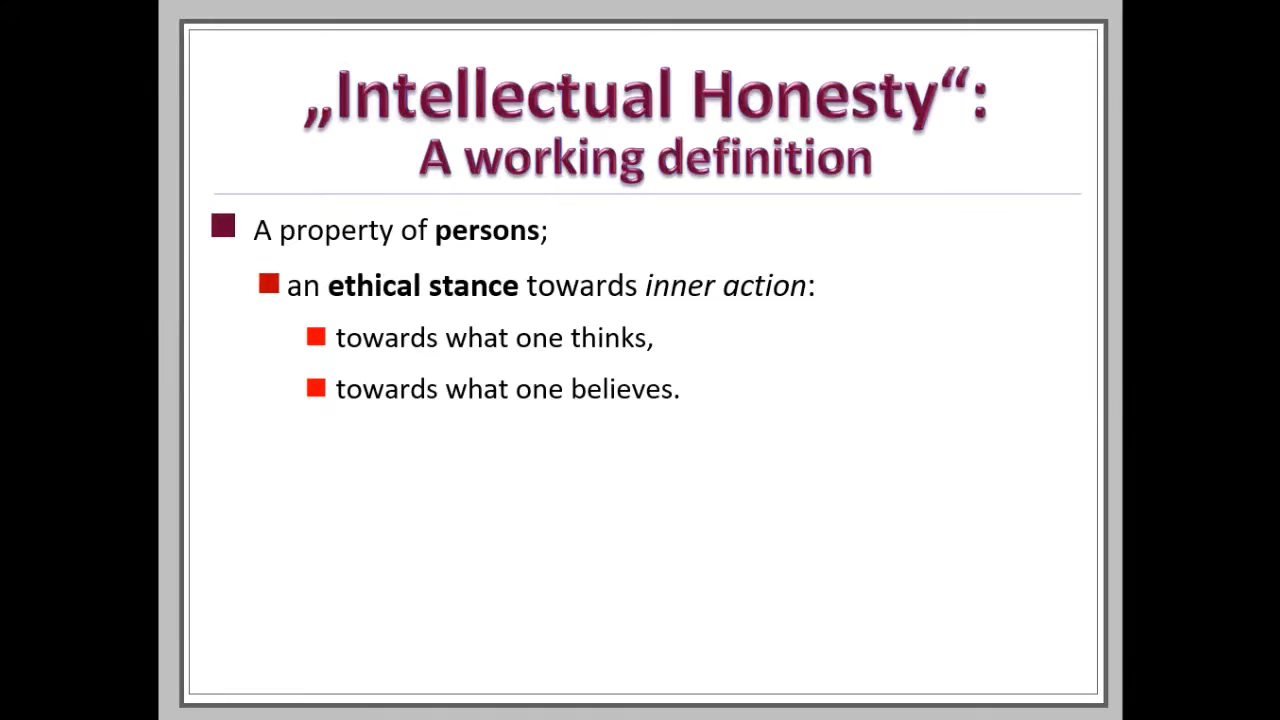 „Intellectual Honesty“:
A working definition
A property of persons;
an ethical stance towards inner action:
towards what one thinks,
towards what one believes.